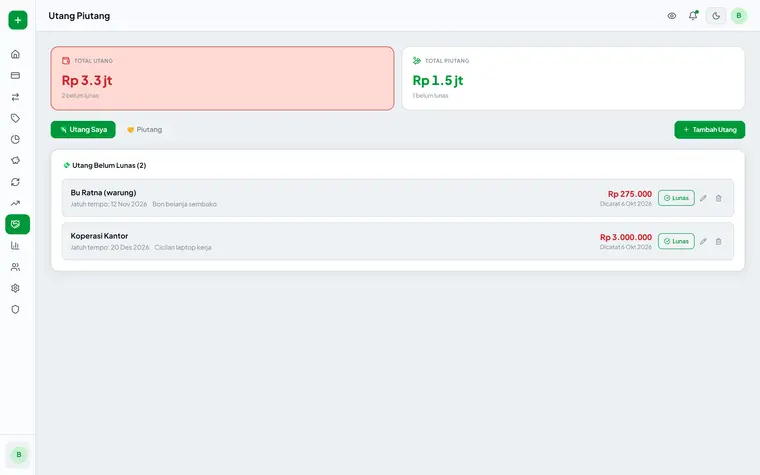 Utang Piutang
B
TOTAL UTANG
Rp 3.3 jt
2 belum lunas
TOTAL PIUTANG
Rp 1.5 jt
1 belum lunas
Utang Saya
Piutang
+ Tambah Utang
Utang Belum Lunas (2)
Bu Ratna (warung)
Jatuh tempo: 12 Nov 2026 Bon belanja sembako
Rp 275.000
Dicatat 6 Okt 2026
Lunas
Koperasi Kantor
Jatuh tempo: 20 Des 2026 Cicilan laptop kerja
Rp 3.000.000
Dicatat 6 Okt 2026
Lunas
B